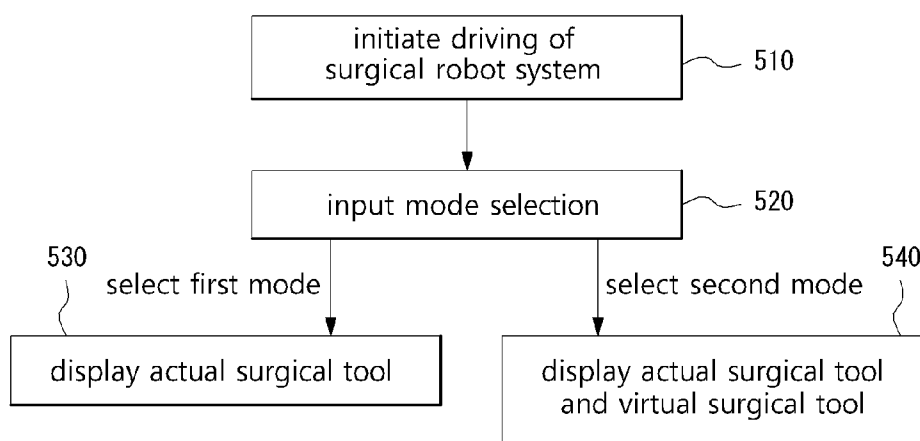 initiate driving of
surgical robot system
510
input mode selection
520
530
select first mode
540
select second mode
display actual surgical tool
display actual surgical tool
and virtual surgical tool